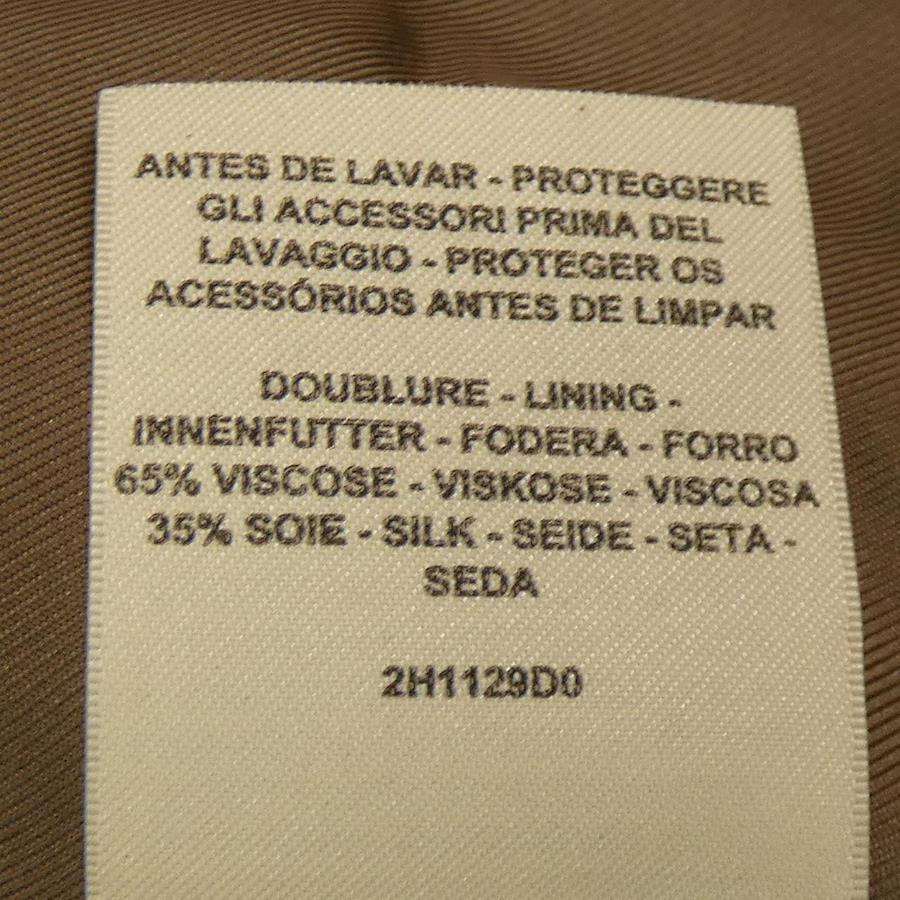 ANTES DE LAVAR - PROTEGGERE
GLI ACCESSORI PRIMA DEL
LAVAGGIO - PROTEGER OS
ACESSÓRIOS ANTES DE LIMPAR
DOUBLURE - LINING -
INNENFUTTER - FODERA - FORRO
65% VISCOSE - VISKOSE - VISCOSA
35% SOIE - SILK - SEIDE - SETA -
SEDA
2H1129D0